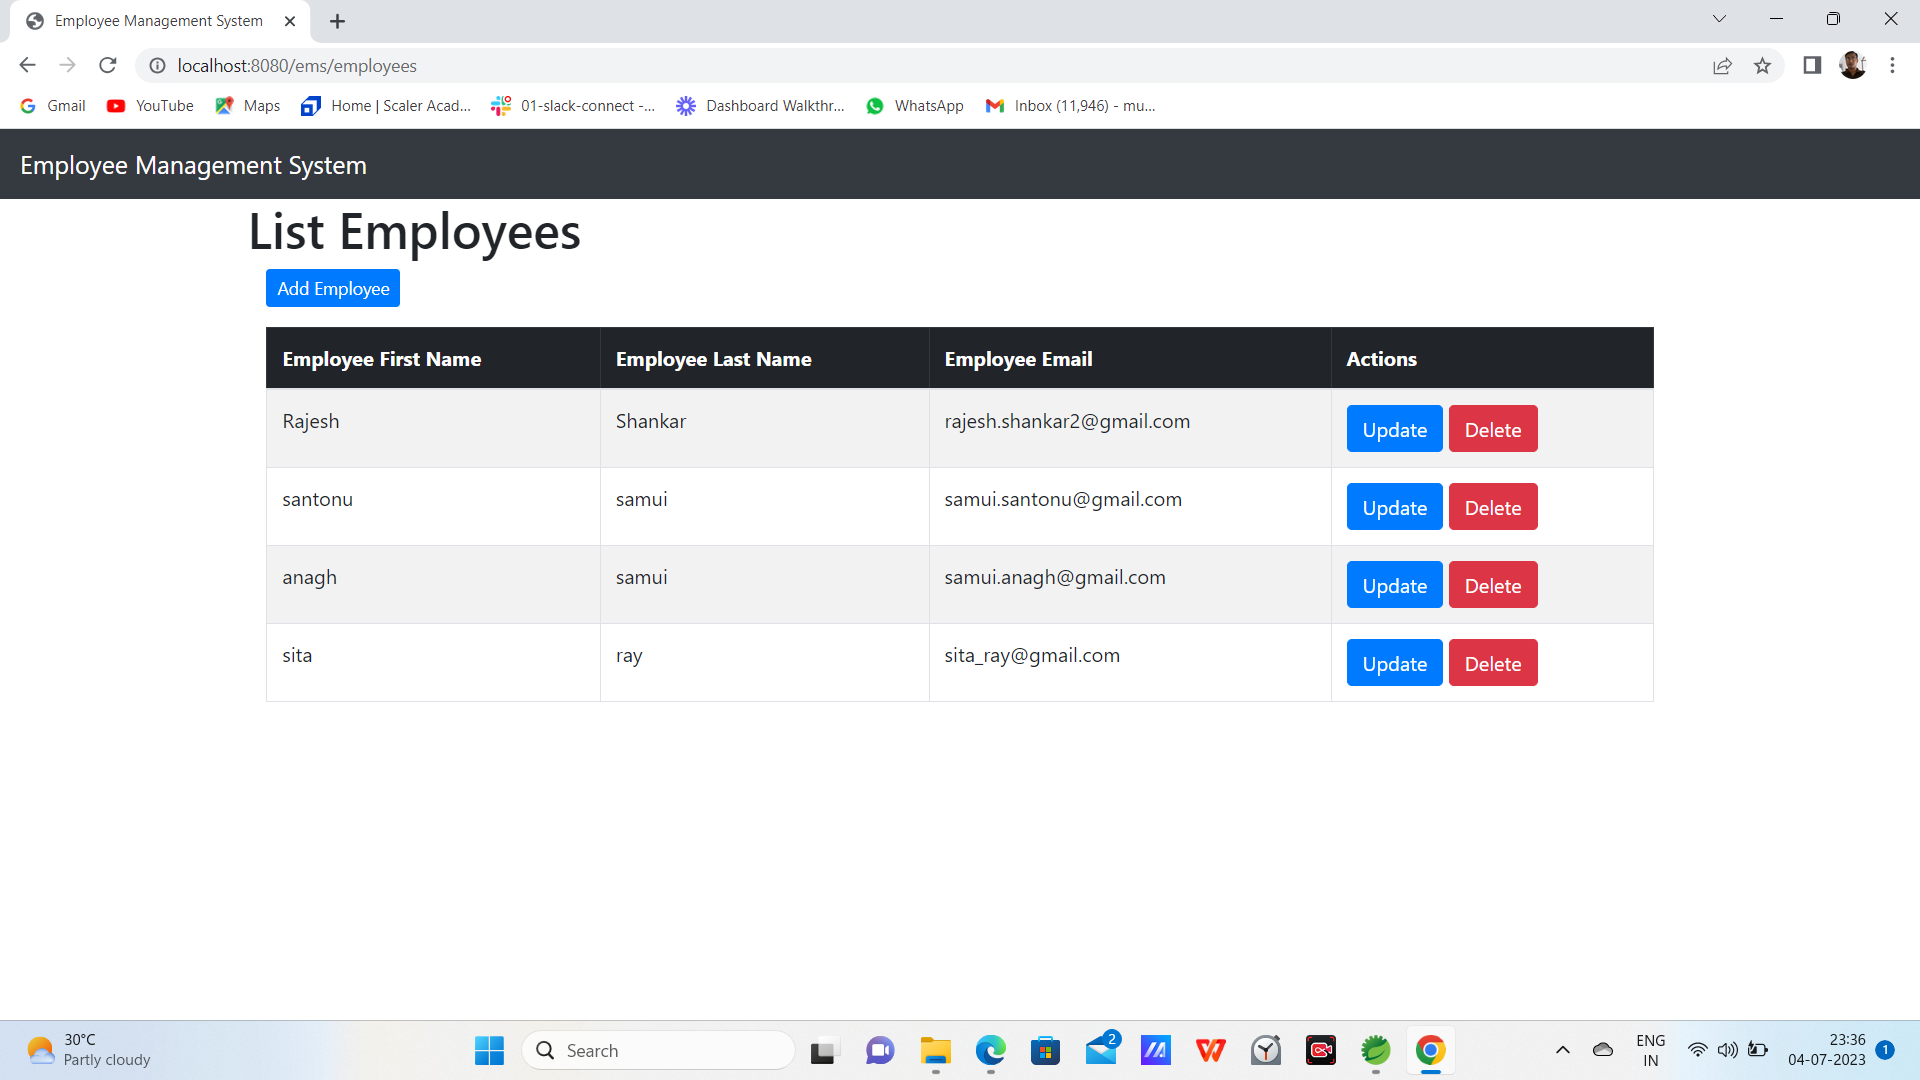 Employee Management System
localhost:8080/ems/employees
Gmail YouTube Maps Home | Scaler Acad... 01-slack-connect -... Dashboard Walkthr... WhatsApp Inbox (11,946) - mu...
Employee Management System
List Employees
Add Employee
Employee First Name Employee Last Name Employee Email Actions
Rajesh Shankar rajesh.shankar2@gmail.com Update Delete
santonu samui samui.santonu@gmail.com Update Delete
anagh samui samui.anagh@gmail.com Update Delete
sita ray sita_ray@gmail.com Update Delete
30°C
Partly cloudy
Search
2
ENG
IN
23:36
04-07-2023
1